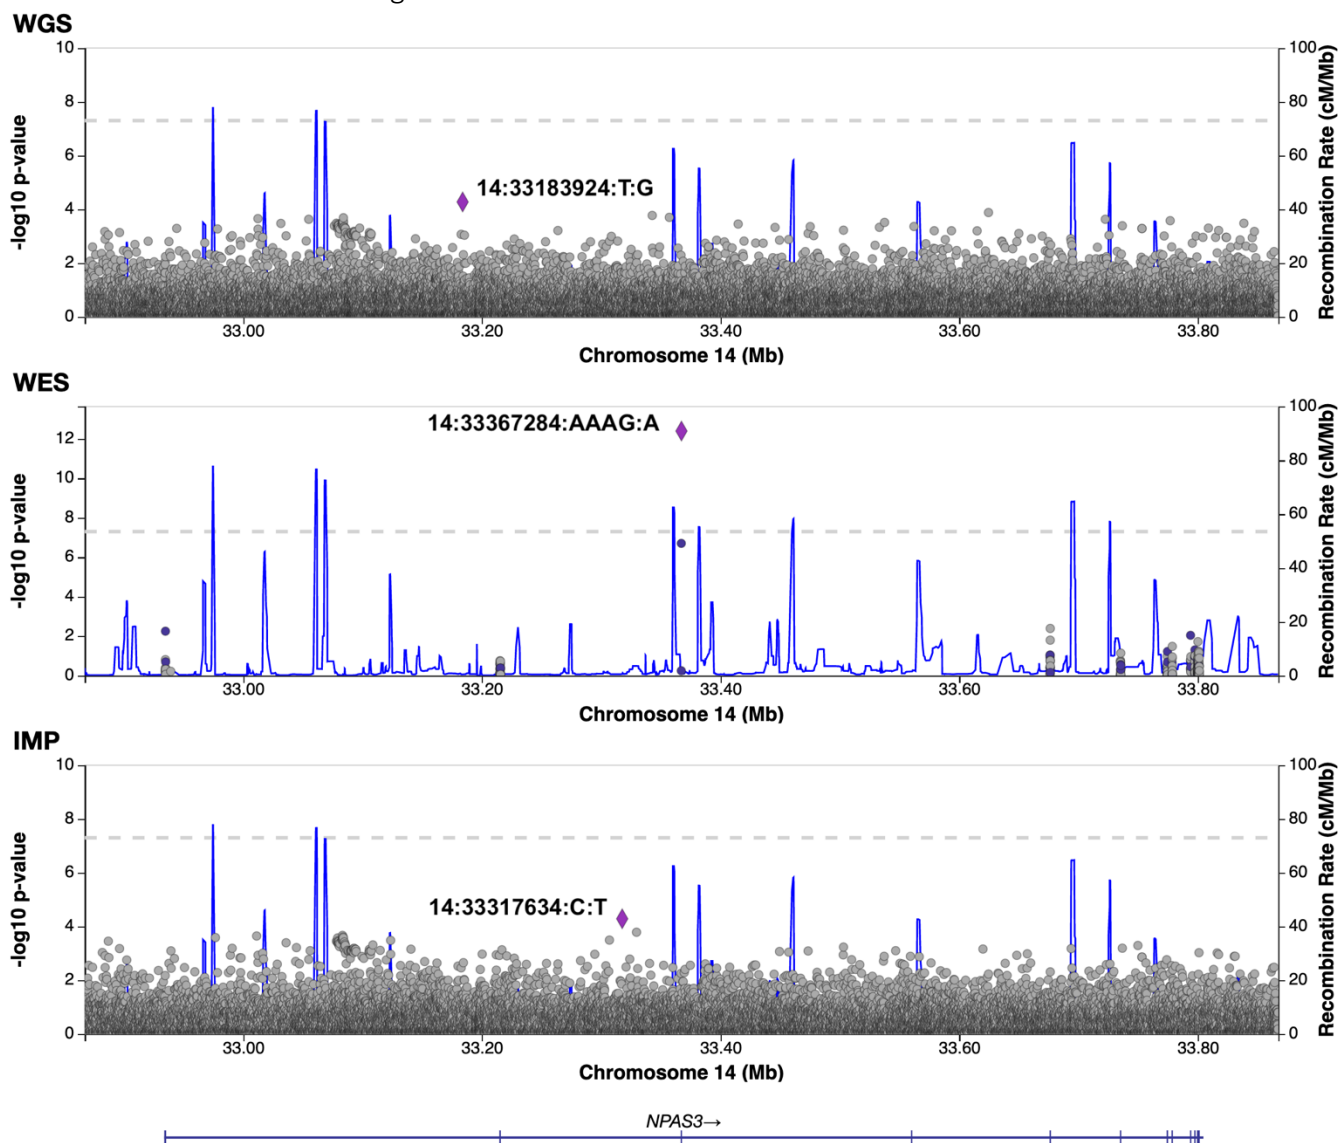 WGS
10
8
6
4
2
0
-log10 p-value
100
80
60
40
20
0
Recombination Rate (cM/Mb)
14:33183924:T:G
33.00 33.20 33.40 33.60 33.80
Chromosome 14 (Mb)
WES
12
10
8
6
4
2
0
-log10 p-value
100
80
60
40
20
0
Recombination Rate (cM/Mb)
14:33367284:AAAG:A
33.00 33.20 33.40 33.60 33.80
Chromosome 14 (Mb)
IMP
10
8
6
4
2
0
-log10 p-value
100
80
60
40
20
0
Recombination Rate (cM/Mb)
14:33317634:C:T
33.00 33.20 33.40 33.60 33.80
Chromosome 14 (Mb)
NPAS3→